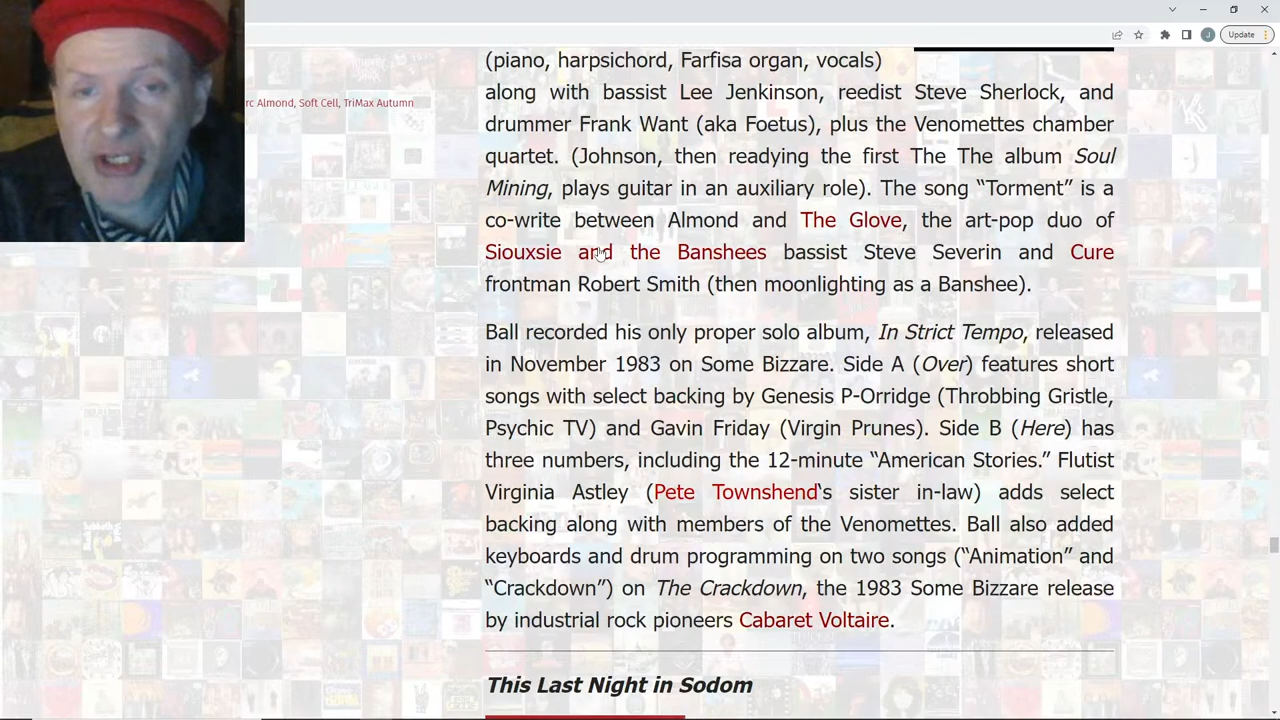 Update
(piano, harpsichord, Farfisa organ, vocals)
rc Almond, Soft Cell, TriMax Autumn
along with bassist Lee Jenkinson, reedist Steve Sherlock, and
drummer Frank Want (aka Foetus), plus the Venomettes chamber
quartet. (Johnson, then readying the first The The album Soul
Mining, plays guitar in an auxiliary role). The song “Torment” is a
co-write between Almond and The Glove, the art-pop duo of
Siouxsie and the Banshees bassist Steve Severin and Cure
frontman Robert Smith (then moonlighting as a Banshee).
Ball recorded his only proper solo album, In Strict Tempo, released
in November 1983 on Some Bizzare. Side A (Over) features short
songs with select backing by Genesis P-Orridge (Throbbing Gristle,
Psychic TV) and Gavin Friday (Virgin Prunes). Side B (Here) has
three numbers, including the 12-minute “American Stories.” Flutist
Virginia Astley (Pete Townshend‘s sister in-law) adds select
backing along with members of the Venomettes. Ball also added
keyboards and drum programming on two songs (“Animation” and
“Crackdown”) on The Crackdown, the 1983 Some Bizzare release
by industrial rock pioneers Cabaret Voltaire.
This Last Night in Sodom